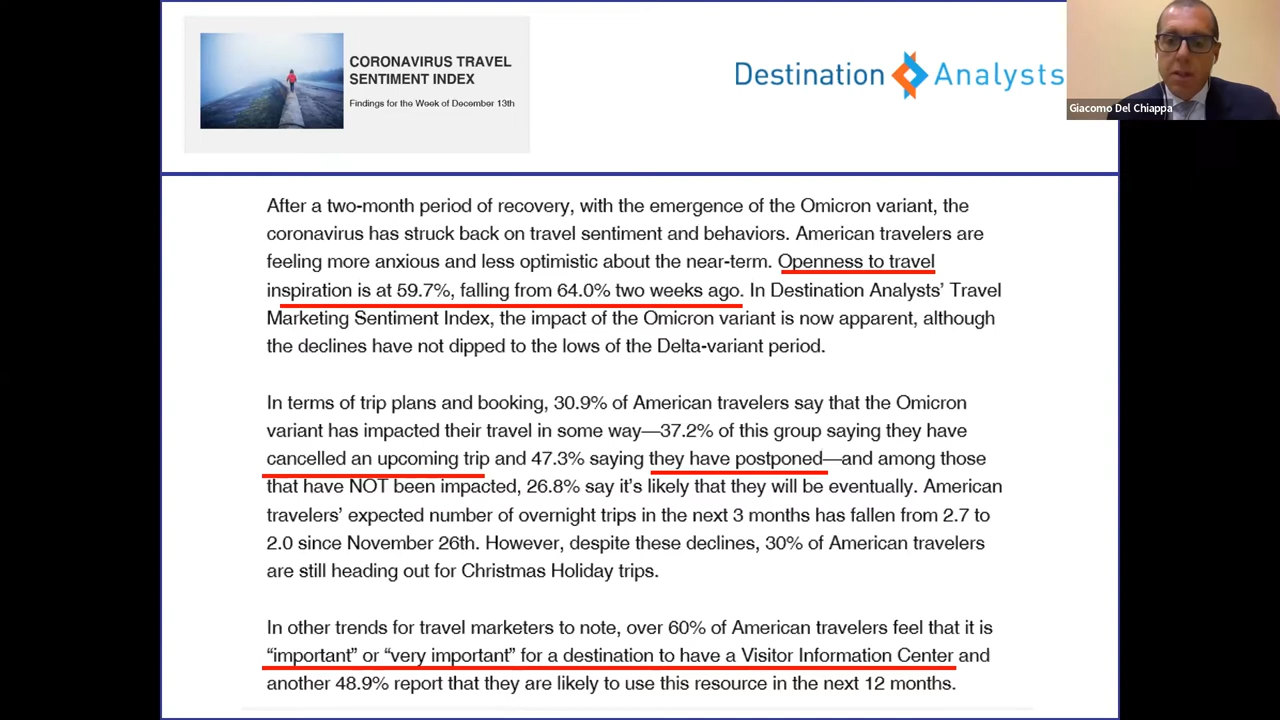 CORONAVIRUS TRAVEL
SENTIMENT INDEX
Findings for the Week of December 13th
Destination Analysts
Giacomo Del Chiappa
After a two-month period of recovery, with the emergence of the Omicron variant, the
coronavirus has struck back on travel sentiment and behaviors. American travelers are
feeling more anxious and less optimistic about the near-term. Openness to travel
inspiration is at 59.7%, falling from 64.0% two weeks ago. In Destination Analysts' Travel
Marketing Sentiment Index, the impact of the Omicron variant is now apparent, although
the declines have not dipped to the lows of the Delta-variant period.
In terms of trip plans and booking, 30.9% of American travelers say that the Omicron
variant has impacted their travel in some way—37.2% of this group saying they have
cancelled an upcoming trip and 47.3% saying they have postponed—and among those
that have NOT been impacted, 26.8% say it's likely that they will be eventually. American
travelers' expected number of overnight trips in the next 3 months has fallen from 2.7 to
2.0 since November 26th. However, despite these declines, 30% of American travelers
are still heading out for Christmas Holiday trips.
In other trends for travel marketers to note, over 60% of American travelers feel that it is
“important” or “very important” for a destination to have a Visitor Information Center and
another 48.9% report that they are likely to use this resource in the next 12 months.